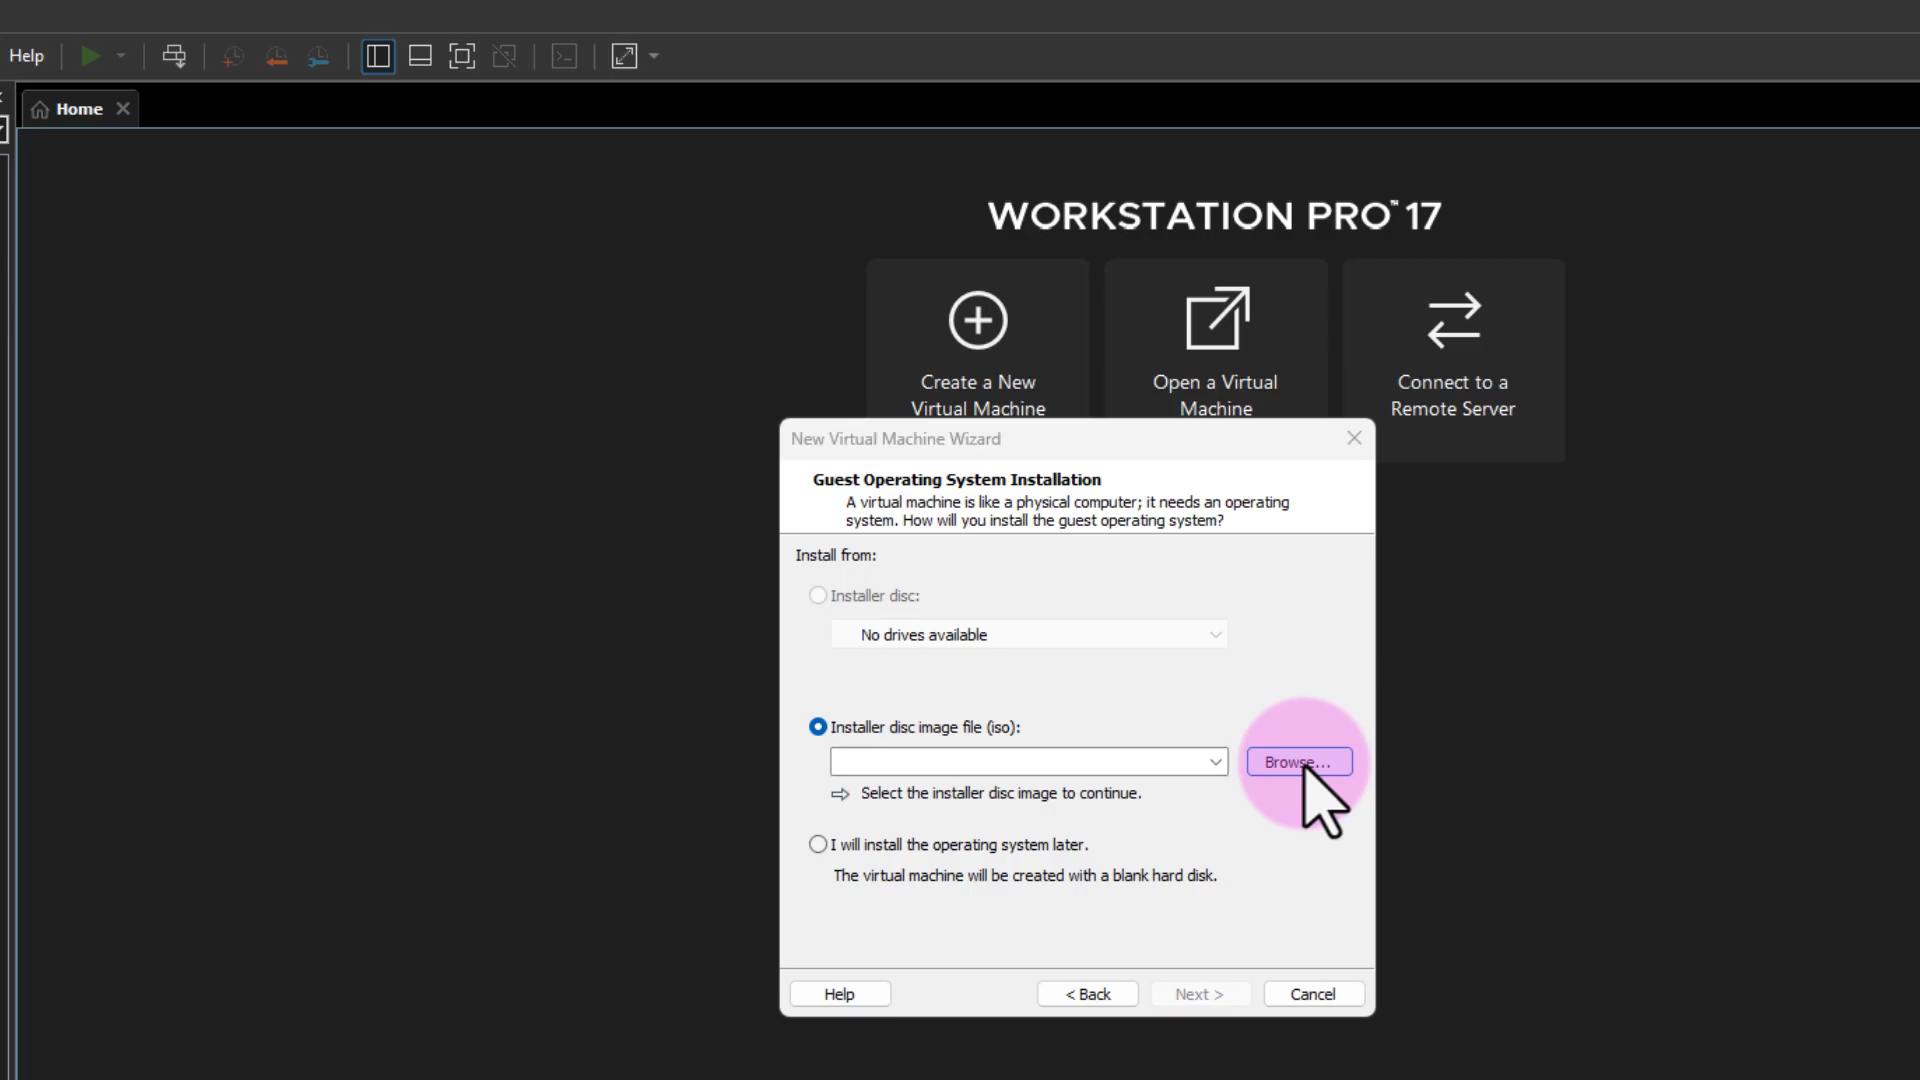 Help
Home
WORKSTATION PRO™ 17
Create a New
Virtual Machine
Open a Virtual
Machine
Connect to a
Remote Server
New Virtual Machine Wizard
Guest Operating System Installation
A virtual machine is like a physical computer; it needs an operating
system. How will you install the guest operating system?
Install from:
Installer disc:
No drives available
Installer disc image file (iso):
Browse...
Select the installer disc image to continue.
I will install the operating system later.
The virtual machine will be created with a blank hard disk.
Help
< Back
Next >
Cancel